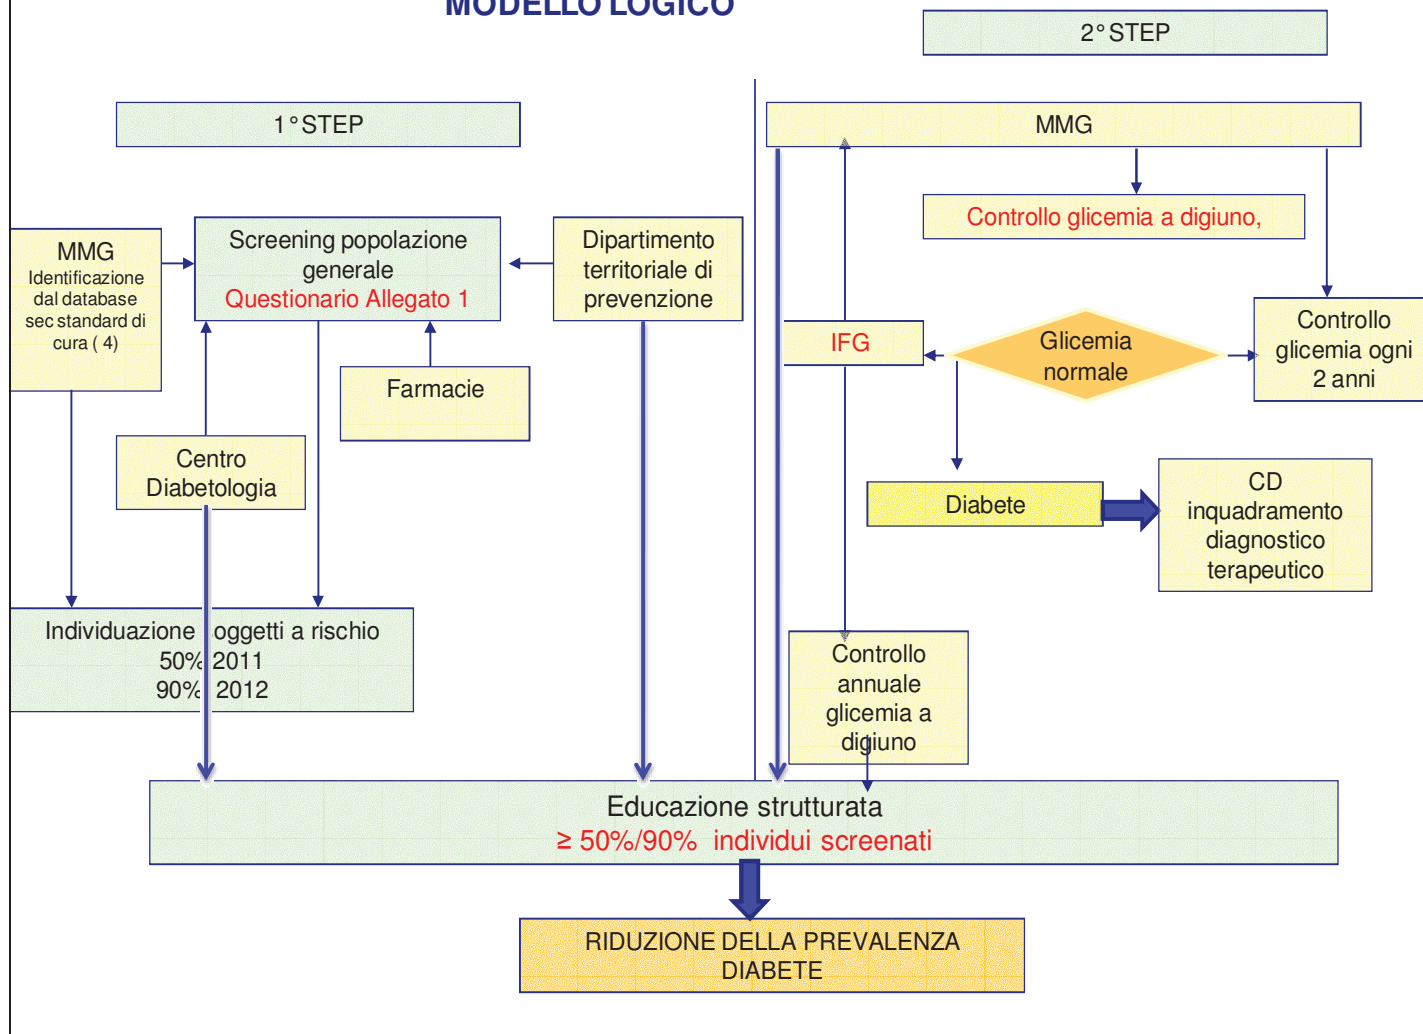 MODELLO LOGICO
2° STEP
1° STEP
MMG
Controllo glicemia a digiuno,
MMG
Identificazione
dal database
sec standard di
cura ( 4)
Screening popolazione
generale
Questionario Allegato 1
Dipartimento
territoriale di
prevenzione
Farmacie
Centro
Diabetologia
IFG
Glicemia
normale
Controllo
glicemia ogni
2 anni
Diabete
CD
inquadramento
diagnostico
terapeutico
Individuazione soggetti a rischio
50% 2011
90% 2012
Controllo
annuale
glicemia a
digiuno
Educazione strutturata
≥ 50%/90% individui screenati
RIDUZIONE DELLA PREVALENZA
DIABETE